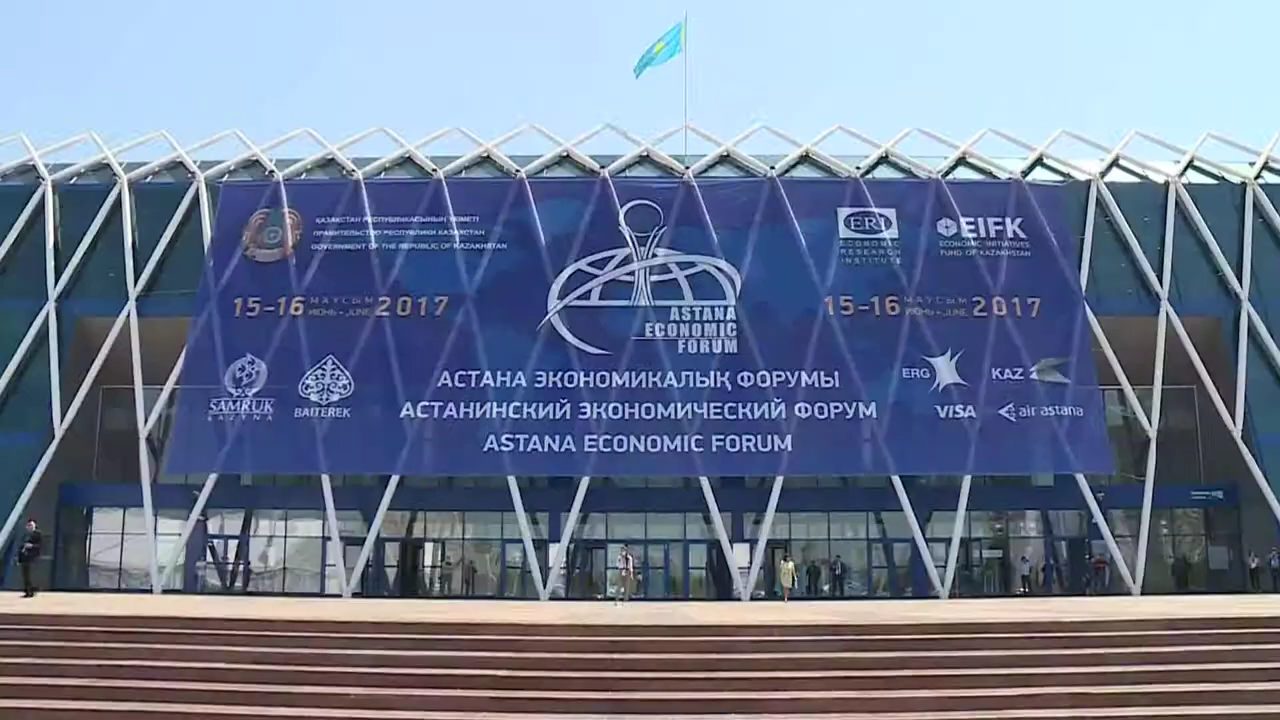 ҚАЗАҚСТАН РЕСПУБЛИКАСЫНЫҢ ҮКІМЕТІ
ПРАВИТЕЛЬСТВО РЕСПУБЛИКИ КАЗАХСТАН
GOVERNMENT OF THE REPUBLIC OF KAZAKHSTAN
ERI
ECONOMIC
RESEARCH
INSTITUTE
EIFK
ECONOMIC INITIATIVES
FUND OF KAZAKHSTAN
15-16 МАУСЫМ ИЮНЬ - JUNE 2017
ASTANA
ECONOMIC
FORUM
15-16 МАУСЫМ ИЮНЬ - JUNE 2017
SAMRUK
KAZYNA
BAITEREK
ERG
KAZ
VISA
air astana
АСТАНА ЭКОНОМИКАЛЫҚ ФОРУМЫ
АСТАНИНСКИЙ ЭКОНОМИЧЕСКИЙ ФОРУМ
ASTANA ECONOMIC FORUM